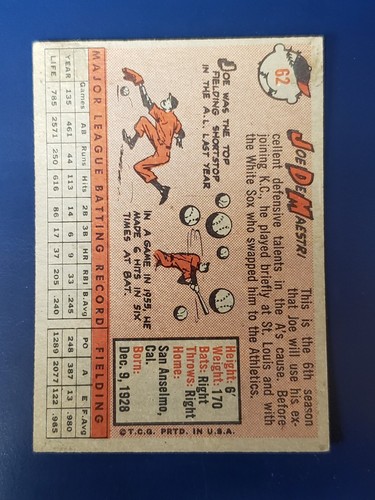 62
JOE DE MAESTRI
This is the 6th season
that Joe will use his ex-
cellent defensive talents in the A's cause. Before
joining K.C., he played briefly at St. Louis and with
the White Sox who swapped him to the Athletics.
JOE WAS THE TOP
FIELDING SHORTSTOP
IN THE A.L. LAST YEAR
IN A GAME IN 1955, HE
MADE 6 HITS IN SIX
TIMES AT BAT.
Height: 6'
Weight: 170
Bats: Right
Throws: Right
Home:
San Anselmo,
Cal.
Born:
Dec. 9, 1928
© T.C.G. PRTD. IN U.S.A.
MAJOR LEAGUE BATTING RECORD FIELDING
Games AB Runs Hits 2B 3B HR RBI B.Avg PO A E F.Avg
YEAR 135 461 44 113 14 6 9 33 .245 248 387 13 .980
LIFE 785 2571 250 616 86 17 37 205 .240 1289 2077 122 .965